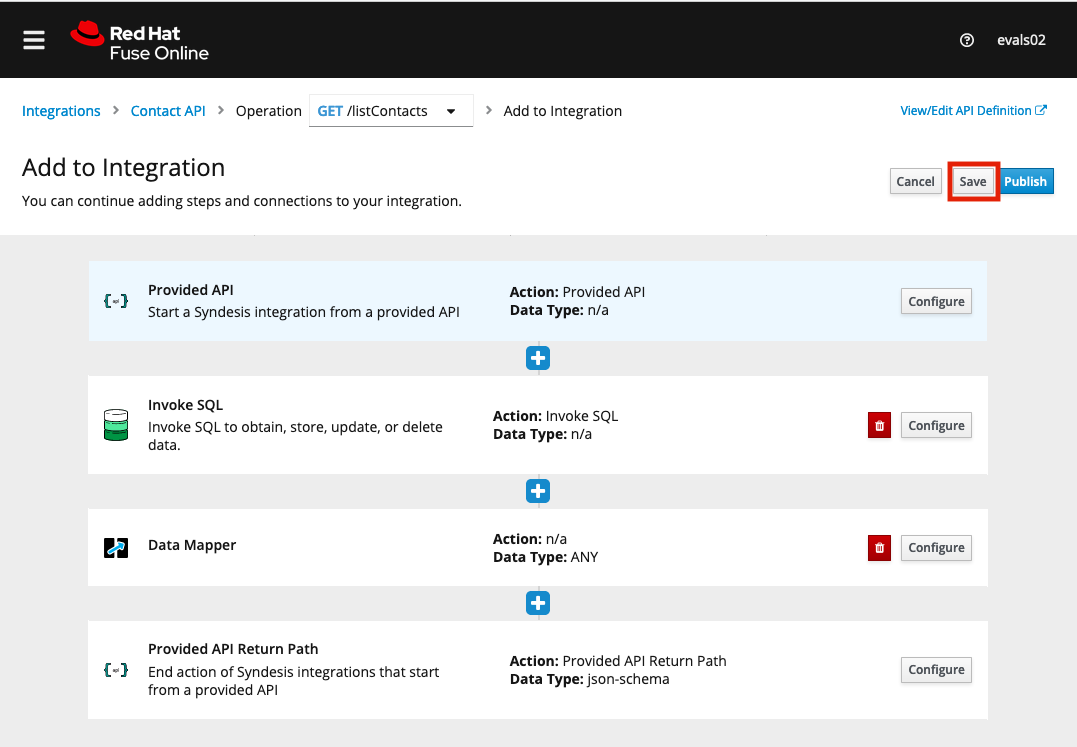 Red Hat
Fuse Online
evals02
Integrations > Contact API > Operation GET /listContacts > Add to Integration
View/Edit API Definition
Add to Integration
Cancel Save Publish
You can continue adding steps and connections to your integration.
Provided API
Start a Syndesis integration from a provided API
Action: Provided API
Data Type: n/a
Configure
Invoke SQL
Invoke SQL to obtain, store, update, or delete
data.
Action: Invoke SQL
Data Type: n/a
Configure
Data Mapper
Action: n/a
Data Type: ANY
Configure
Provided API Return Path
End action of Syndesis integrations that start
from a provided API
Action: Provided API Return Path
Data Type: json-schema
Configure